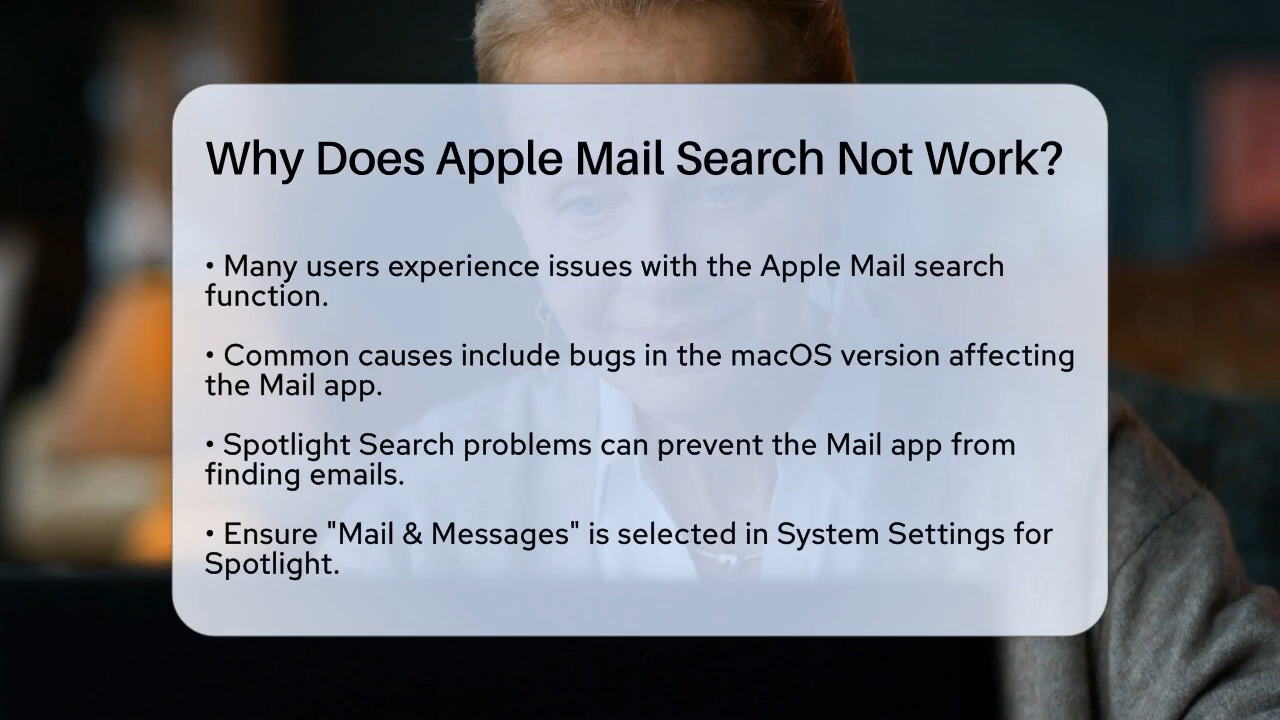 Why Does Apple Mail Search Not Work?
• Many users experience issues with the Apple Mail search
function.
• Common causes include bugs in the macOS version affecting
the Mail app.
• Spotlight Search problems can prevent the Mail app from
finding emails.
• Ensure "Mail & Messages" is selected in System Settings for
Spotlight.